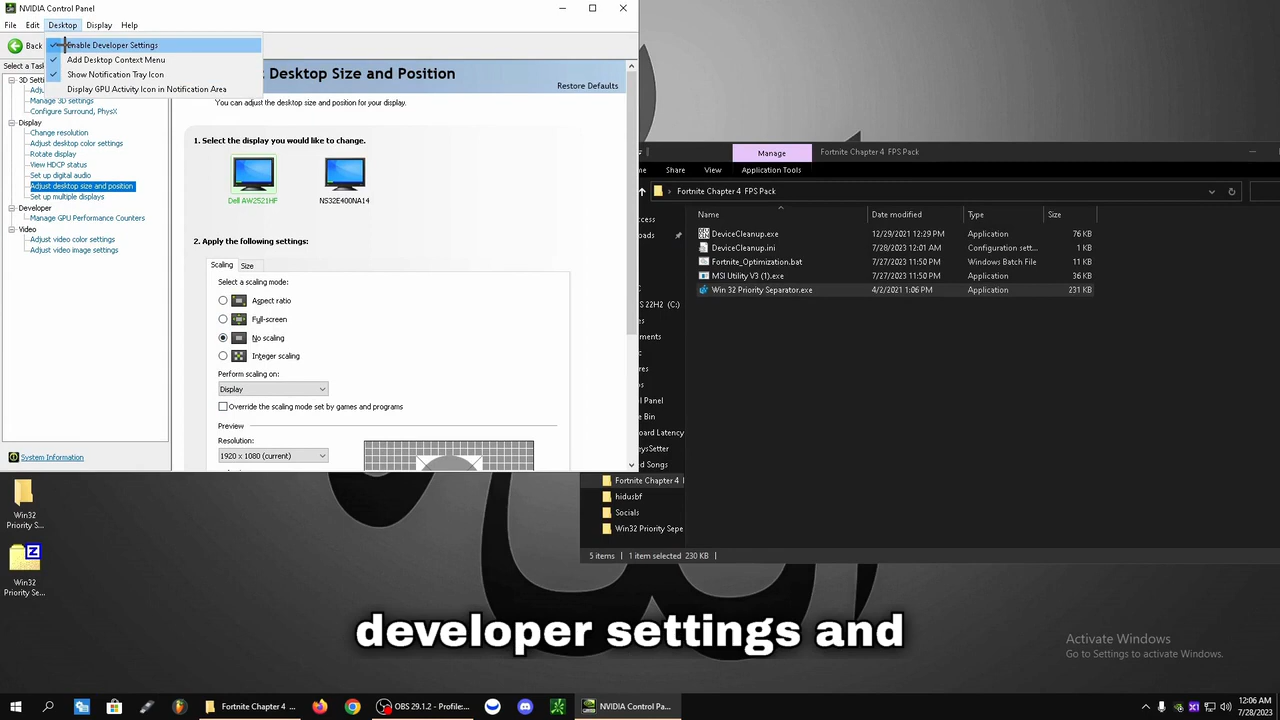 NVIDIA Control Panel
File Edit Desktop Display Help
Back
Enable Developer Settings
Add Desktop Context Menu
Show Notification Tray Icon
Display GPU Activity Icon in Notification Area
Select a Tas
3D Setti
Manage 3D settings
Configure Surround, PhysX
Display
Change resolution
Adjust desktop color settings
Rotate display
View HDCP status
Set up digital audio
Adjust desktop size and position
Set up multiple displays
Developer
Manage GPU Performance Counters
Video
Adjust video color settings
Adjust video image settings
System Information
Desktop Size and Position
Restore Defaults
You can adjust the desktop size and position for your display.
1. Select the display you would like to change.
Dell AW2521HF
NS32E400NA14
2. Apply the following settings:
Scaling Size
Select a scaling mode:
Aspect ratio
Full-screen
No scaling
Integer scaling
Perform scaling on:
Display
Override the scaling mode set by games and programs
Preview
Resolution:
1920 x 1080 (current)
Manage
Fortnite Chapter 4 FPS Pack
me Share View Application Tools
Fortnite Chapter 4 FPS Pack
Name Date modified Type Size
DeviceCleanup.exe 12/29/2021 12:29 PM Application 76 KB
DeviceCleanup.ini 7/28/2023 12:01 AM Configuration sett... 1 KB
Fortnite_Optimization.bat 7/27/2023 11:50 PM Windows Batch File 11 KB
MSI Utility V3 (1).exe 7/27/2023 11:50 PM Application 36 KB
Win 32 Priority Separator.exe 4/2/2021 1:06 PM Application 231 KB
cess
oads
S 22H2 (C:)
uments
ol Panel
e Bin
oard Latency
eysSetter
d Songs
Fortnite Chapter 4
hidusbf
Socials
Win32 Priority Sepe
5 items
1 item selected 230 KB
Win32
Priority S...
Win32
Priority Se...
developer settings and
Activate Windows
Go to Settings to activate Windows.
Fortnite Chapter 4 ...
OBS 29.1.2 - Profile:...
NVIDIA Control Pa...
12:06 AM
7/28/2023